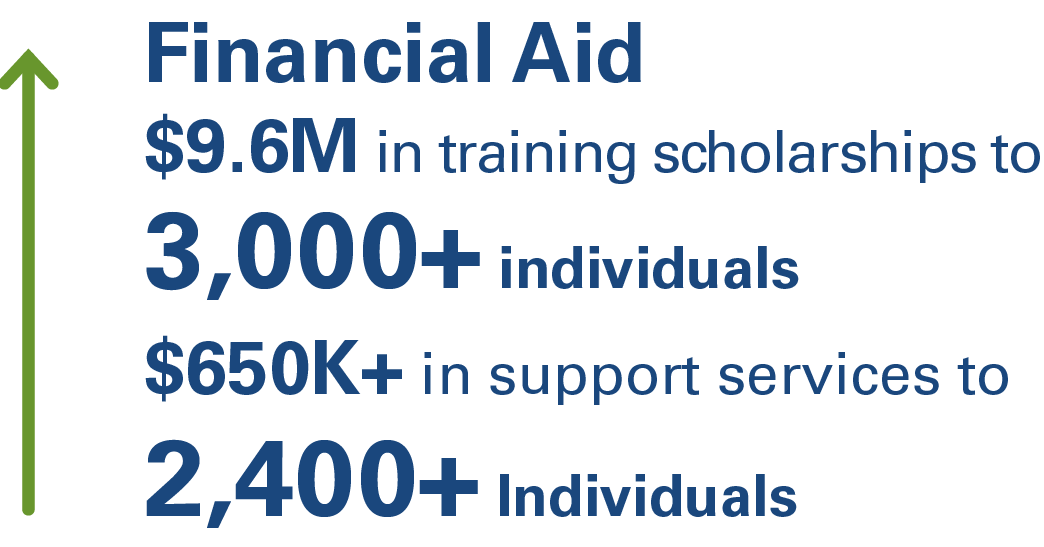 Financial Aid
$9.6M in training scholarships to
3,000+ individuals
$650K+ in support services to
2,400+ Individuals